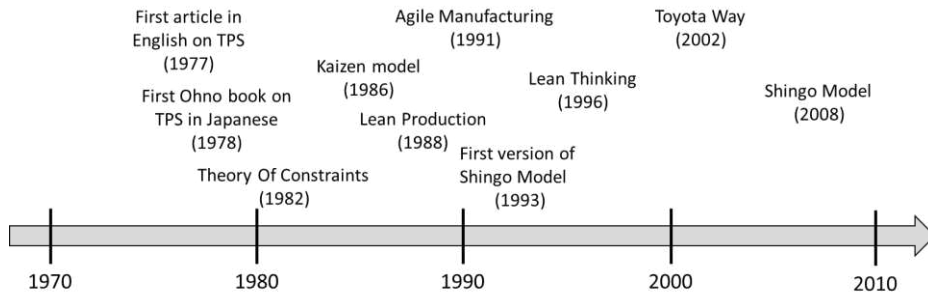 First article in
English on TPS
(1977)
First Ohno book on
TPS in Japanese
(1978)
Theory Of Constraints
(1982)
Kaizen model
(1986)
Lean Production
(1988)
Agile Manufacturing
(1991)
First version of
Shingo Model
(1993)
Lean Thinking
(1996)
Toyota Way
(2002)
Shingo Model
(2008)
1970
1980
1990
2000
2010